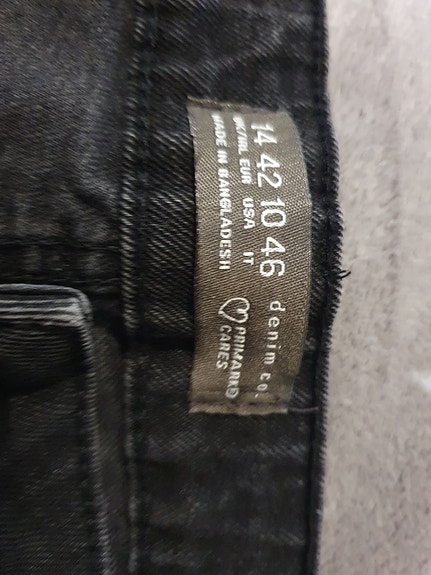 14 42 10 46
UK/IRL EUR USA IT
MADE IN BANGLADESH
denim co.
PRIMARK
CARES